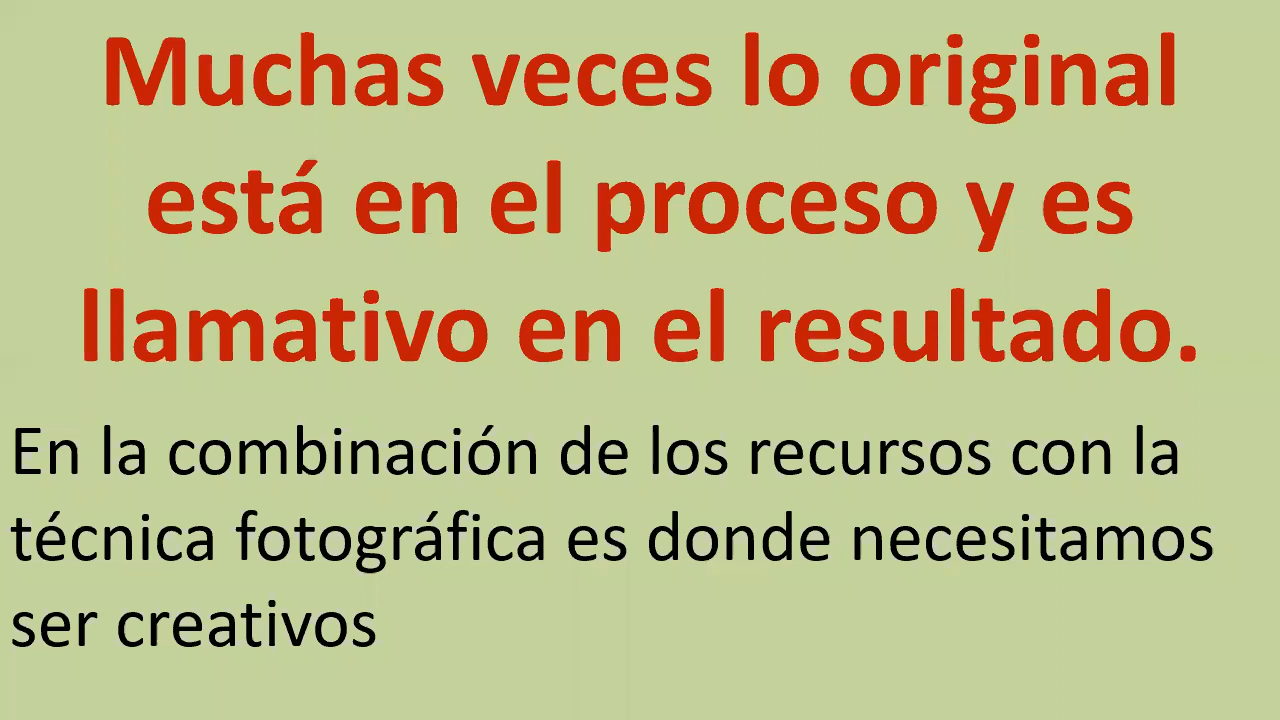 Muchas veces lo original
está en el proceso y es
llamativo en el resultado.
En la combinación de los recursos con la
técnica fotográfica es donde necesitamos
ser creativos